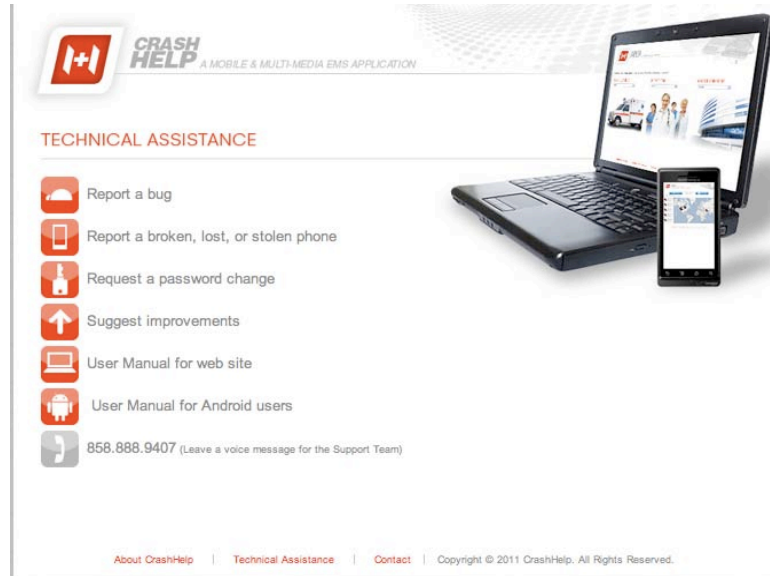 CRASH
HELP A MOBILE & MULTI-MEDIA EMS APPLICATION
TECHNICAL ASSISTANCE
Report a bug
Report a broken, lost, or stolen phone
Request a password change
Suggest improvements
User Manual for web site
User Manual for Android users
858.888.9407 (Leave a voice message for the Support Team)
About CrashHelp | Technical Assistance | Contact | Copyright © 2011 CrashHelp. All Rights Reserved.